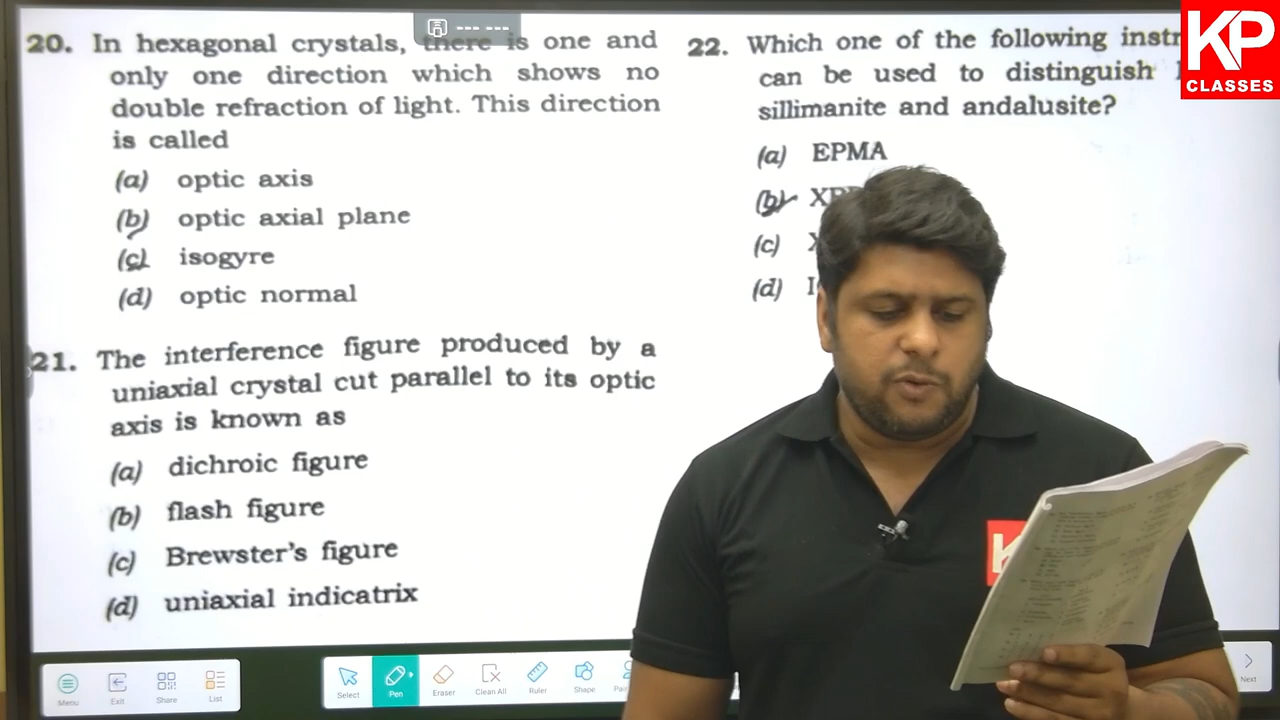 20. In hexagonal crystals, there is one and
only one direction which shows no
double refraction of light. This direction
is called
(a) optic axis
(b) optic axial plane
(c) isogyre
(d) optic normal
21. The interference figure produced by a
uniaxial crystal cut parallel to its optic
axis is known as
(a) dichroic figure
(b) flash figure
(c) Brewster's figure
(d) uniaxial indicatrix
22. Which one of the following
can be used to distinguish
sillimanite and andalusite?
(a) EPMA
(b)
(c)
(d)
KP
CLASSES
Menu
Exit
Share
List
Select
Pen
Eraser
Clean All
Ruler
Shape
Next